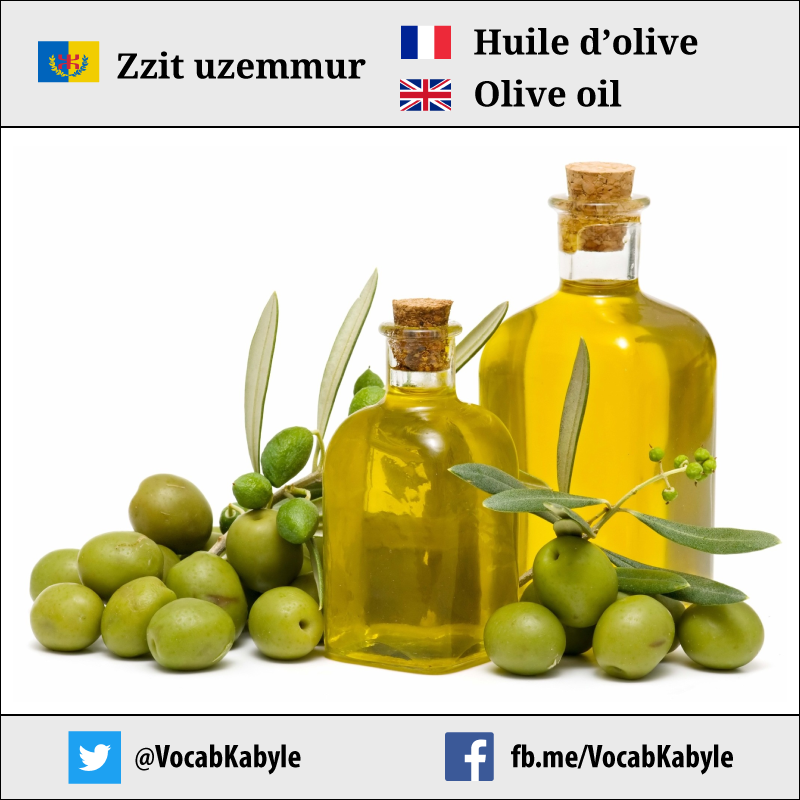 Zzit uzemmur
Huile d’olive
Olive oil
@VocabKabyle
fb.me/VocabKabyle